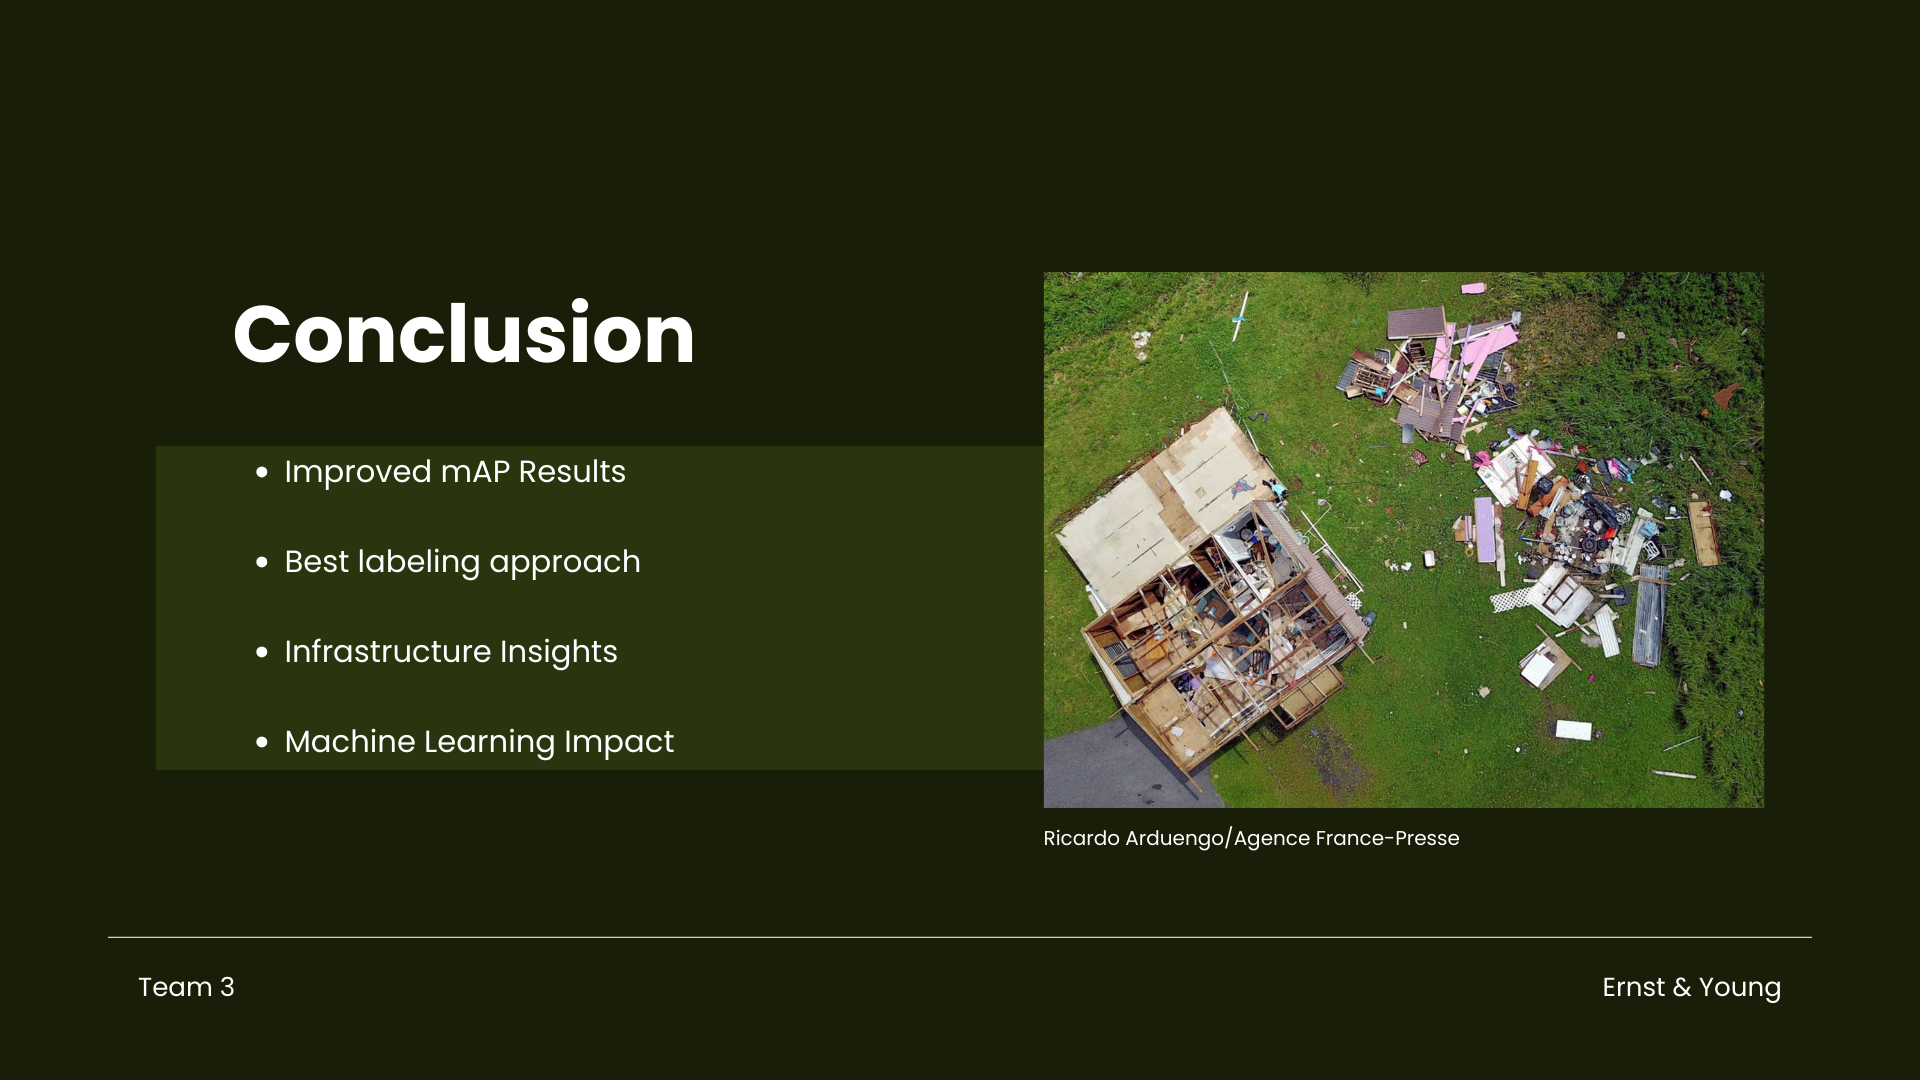 Conclusion
• Improved mAP Results
• Best labeling approach
• Infrastructure Insights
• Machine Learning Impact
Ricardo Arduengo/Agence France-Presse
Team 3
Ernst & Young